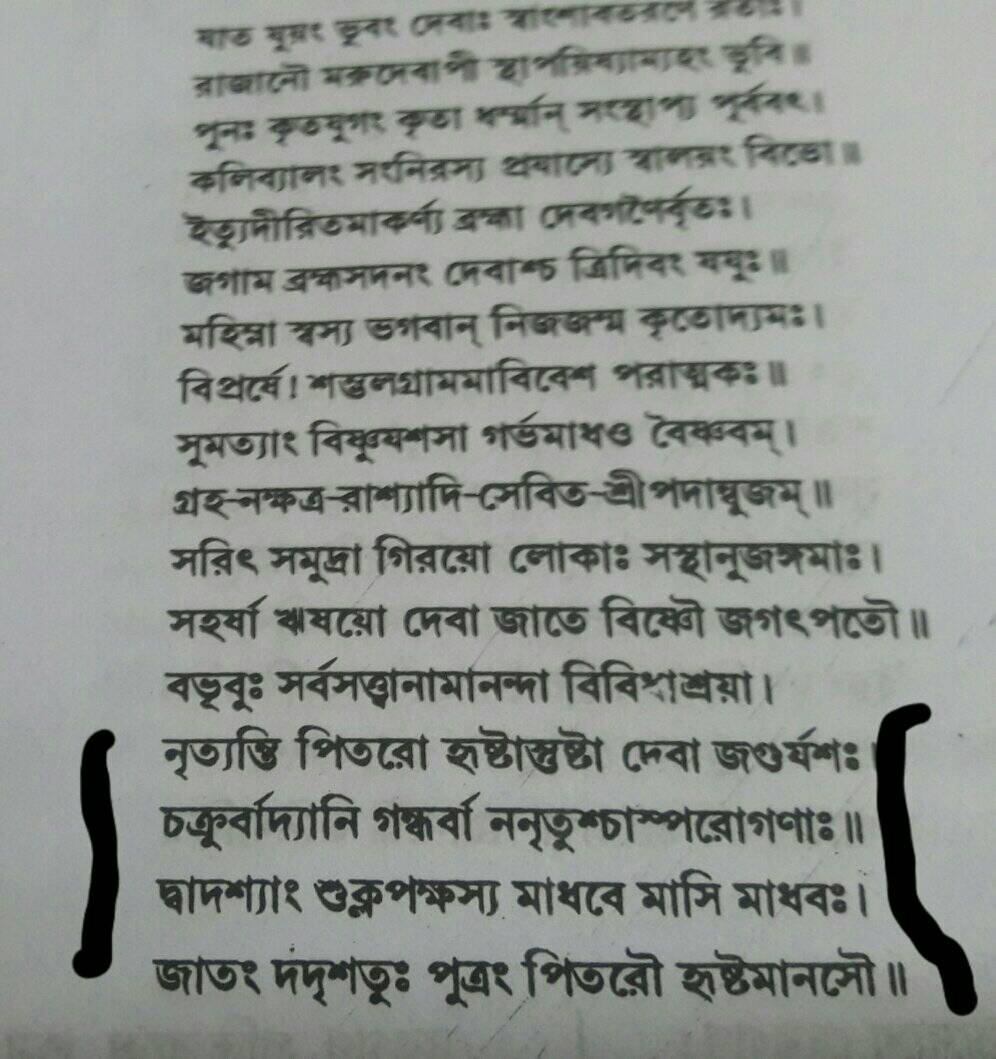 যাত যূয়ং ভুবং দেবাঃ স্বাংশাবতরণে রতাঃ।
রাজানৌ মরুদেবাপী স্থাপয়িষ্যাম্যহং ভুবি॥
পুনঃ কৃতযুগং কৃত্বা ধর্ম্মান্ সংস্থাপ্য পূর্ববৎ।
কলিব্যালং সংনিরস্য প্রযাস্যে স্বালয়ং বিভো॥
ইত্যুদীরিতমাকর্ণ্য ব্রহ্মা দেবগণৈর্বৃতঃ।
জগাম ব্রহ্মসদনং দেবাশ্চ ত্রিদিবং যযুঃ॥
মহিম্না স্বস্য ভগবান্ নিজজন্ম কৃতোদ্যমঃ।
বিপ্রর্ষে! শম্ভলগ্রামমাবিবেশ পরাত্মকঃ॥
সুমত্যাং বিষ্ণুযশসা গর্ভমাধত্ত বৈষ্ণবম্।
গ্রহ-নক্ষত্র-রাশ্যাদি-সেবিত-শ্রীপদাম্বুজম্॥
সরিৎ সমুদ্রা গিরয়ো লোকাঃ সস্থানুজঙ্গমাঃ।
সহর্ষা ঋষয়ো দেবা জাতে বিষ্ণৌ জগৎপতৌ॥
বভূবুঃ সর্বসত্ত্বানামানন্দা বিবিধাশ্রয়া।
নৃত্যন্তি পিতরো হৃষ্টাস্তুষ্টা দেবা জগুর্যশঃ।
চক্রুর্বাদ্যানি গন্ধর্বা ননৃতুশ্চাপ্সরোগণাঃ॥
দ্বাদশ্যাং শুক্লপক্ষস্য মাধবে মাসি মাধবঃ।
জাতং দদৃশতুঃ পুত্রং পিতরৌ হৃষ্টমানসৌ॥